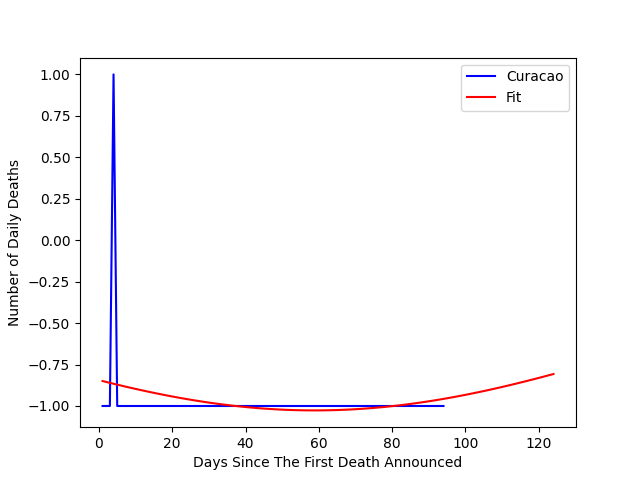 Curacao
Fit
Number of Daily Deaths
1.00
0.75
0.50
0.25
0.00
−0.25
−0.50
−0.75
−1.00
0 20 40 60 80 100 120
Days Since The First Death Announced